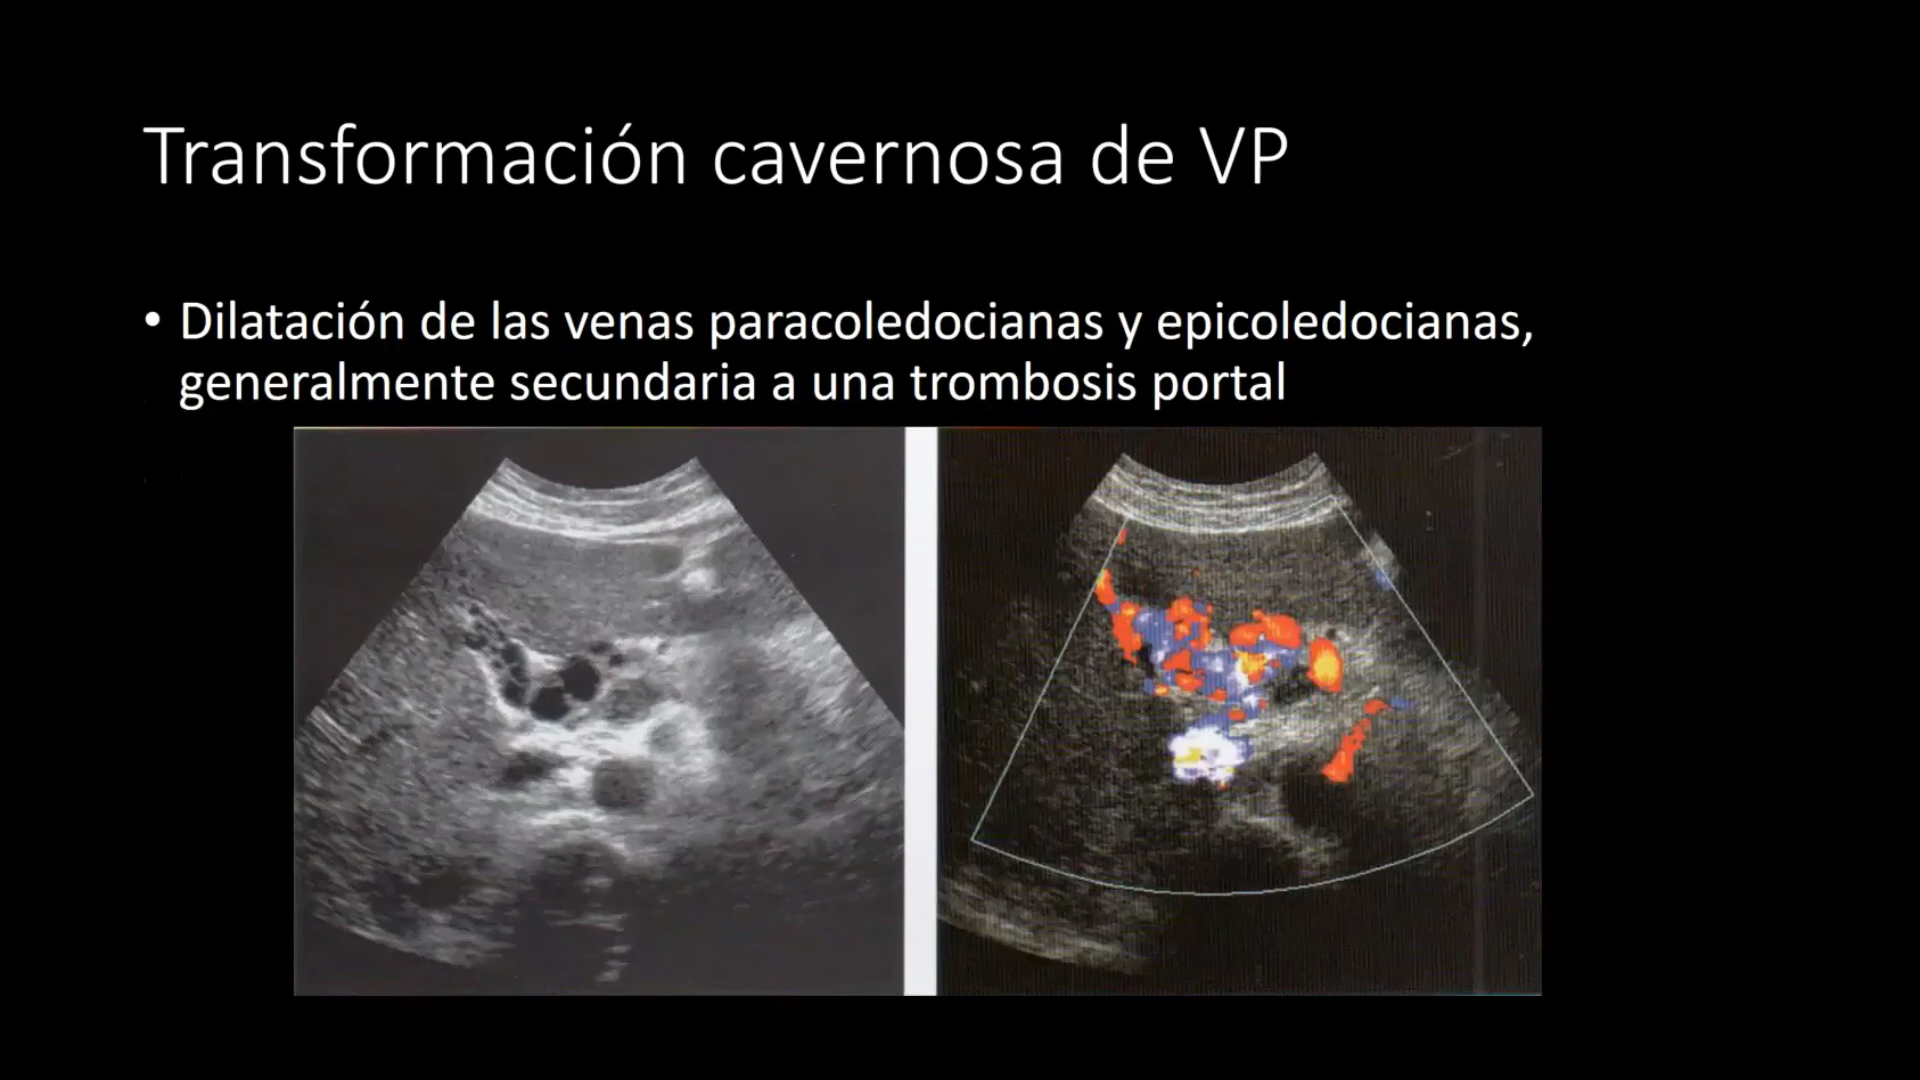 Transformación cavernosa de VP
• Dilatación de las venas paracoledocianas y epicoledocianas,
generalmente secundaria a una trombosis portal